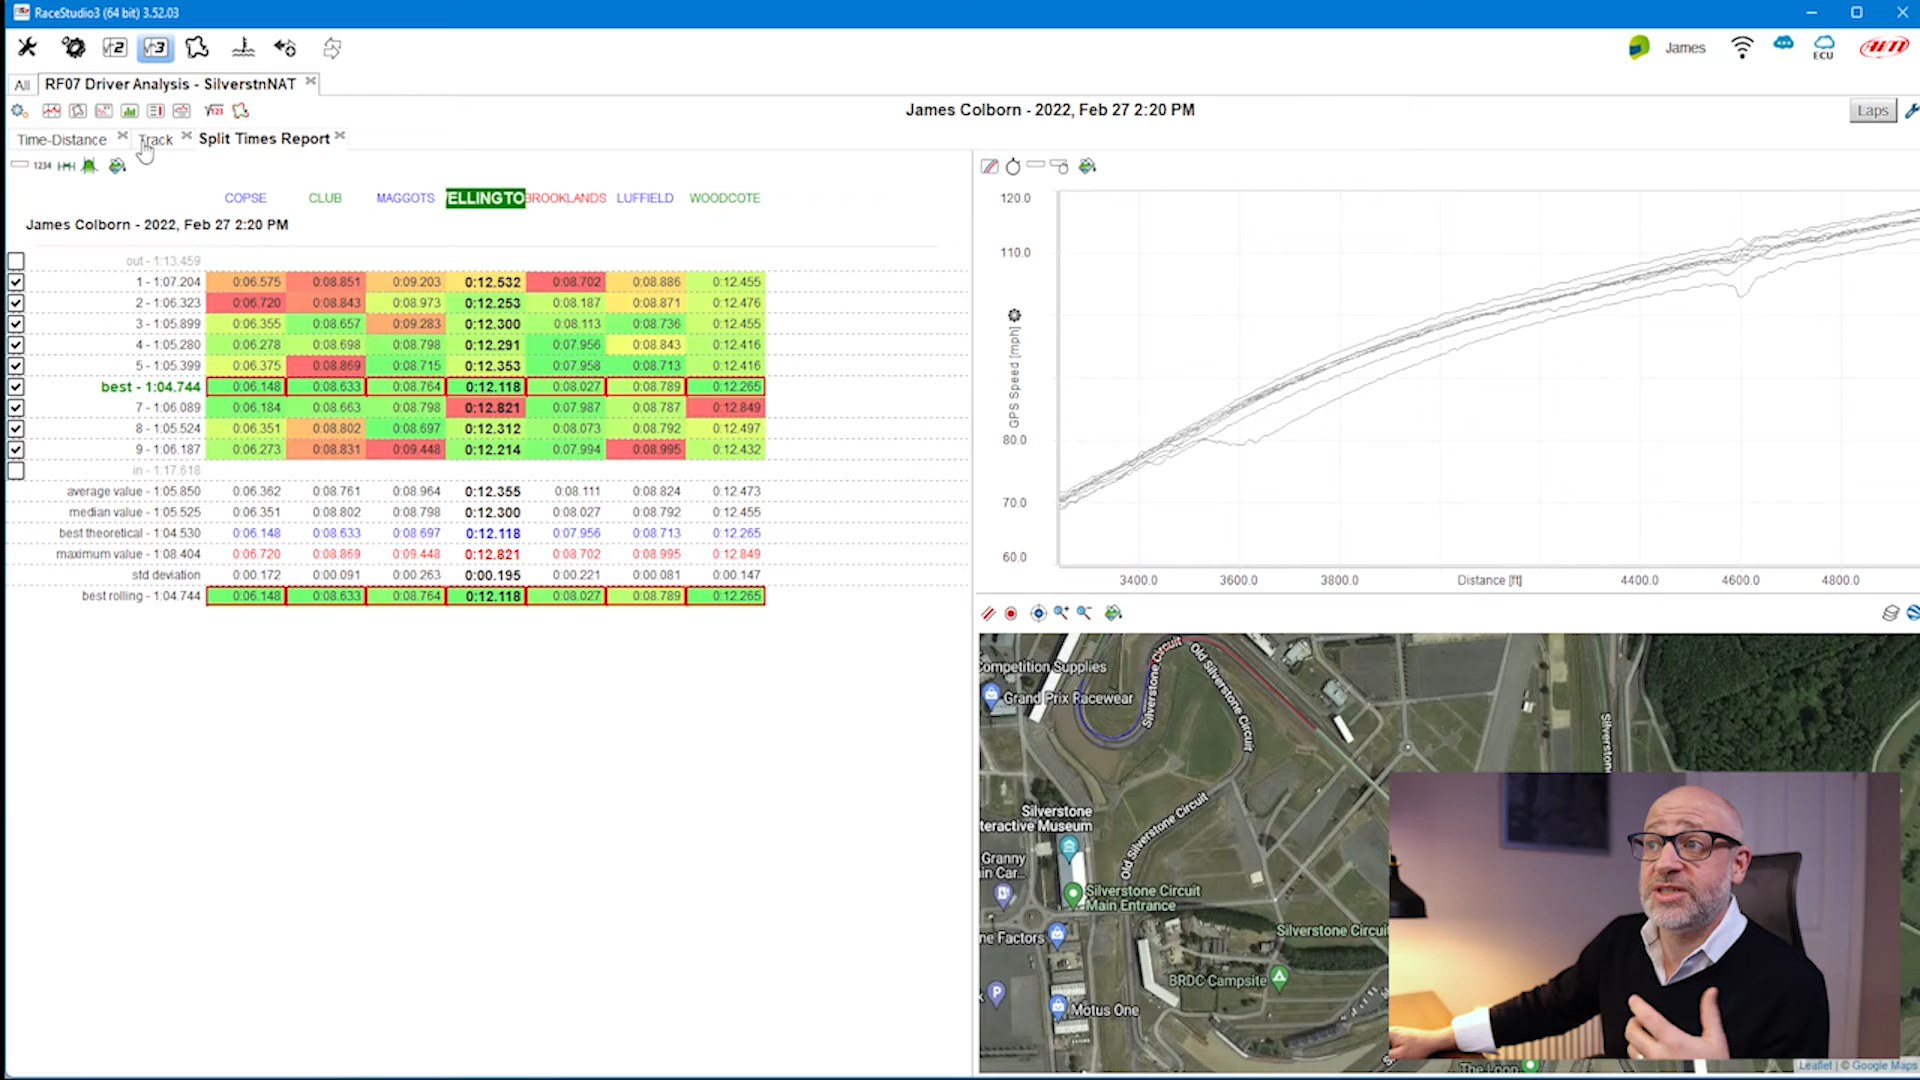 RaceStudio3 (64 bit) 3.52.03
James
ECU
All
RF07 Driver Analysis - SilverstnNAT
James Colborn - 2022, Feb 27 2:20 PM
Laps
Time-Distance
Track
Split Times Report
COPSE CLUB MAGGOTS ELLINGTO BROOKLANDS LUFFIELD WOODCOTE
James Colborn - 2022, Feb 27 2:20 PM
out - 1:13.459
1 - 1:07.204 0:06.575 0:08.851 0:09.203 0:12.532 0:08.702 0:08.886 0:12.455
2 - 1:06.323 0:06.720 0:08.843 0:08.973 0:12.253 0:08.187 0:08.871 0:12.476
3 - 1:05.899 0:06.355 0:08.657 0:09.283 0:12.300 0:08.113 0:08.736 0:12.455
4 - 1:05.280 0:06.278 0:08.698 0:08.798 0:12.291 0:07.956 0:08.843 0:12.416
5 - 1:05.399 0:06.375 0:08.869 0:08.715 0:12.353 0:07.958 0:08.713 0:12.416
best - 1:04.744 0:06.148 0:08.633 0:08.764 0:12.118 0:08.027 0:08.789 0:12.265
7 - 1:06.089 0:06.184 0:08.663 0:08.798 0:12.821 0:07.987 0:08.787 0:12.849
8 - 1:05.524 0:06.351 0:08.802 0:08.697 0:12.312 0:08.073 0:08.792 0:12.497
9 - 1:06.187 0:06.273 0:08.831 0:09.448 0:12.214 0:07.994 0:08.995 0:12.432
in - 1:17.618
average value - 1:05.850 0:06.362 0:08.761 0:08.964 0:12.355 0:08.111 0:08.824 0:12.473
median value - 1:05.525 0:06.351 0:08.802 0:08.798 0:12.300 0:08.027 0:08.792 0:12.455
best theoretical - 1:04.530 0:06.148 0:08.633 0:08.697 0:12.118 0:07.956 0:08.713 0:12.265
maximum value - 1:08.404 0:06.720 0:08.869 0:09.448 0:12.821 0:08.702 0:08.995 0:12.849
std deviation 0:00.172 0:00.091 0:00.263 0:00.195 0:00.221 0:00.081 0:00.147
best rolling - 1:04.744 0:06.148 0:08.633 0:08.764 0:12.118 0:08.027 0:08.789 0:12.265
120.0
110.0
GPS Speed [mph]
80.0
70.0
60.0
3400.0 3600.0 3800.0 Distance [ft] 4400.0 4600.0 4800.0
Competition Supplies
Grand Prix Racewear
Silverstone Circuit
Old Silverstone Circuit
Silverstone
Silverstone
teractive Museum
Old Silverstone Circuit
Granny
in Car...
Silverstone Circuit
Main Entrance
ne Factors
Silverstone Circuit
BRDC Campsite
P
Motus One
The Loop
Leaflet | © Google Maps